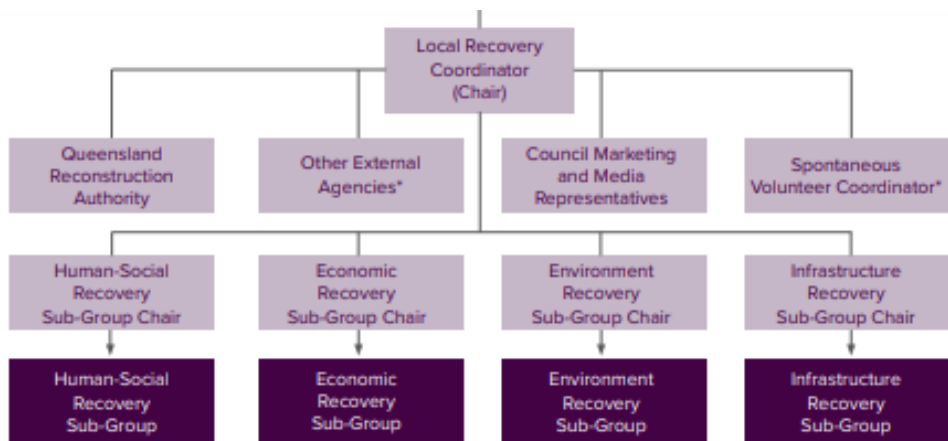 Local Recovery
Coordinator
(Chair)
Queensland
Reconstruction
Authority
Other External
Agencies*
Council Marketing
and Media
Representatives
Spontaneous
Volunteer Coordinator*
Human-Social
Recovery
Sub-Group Chair
Economic
Recovery
Sub-Group Chair
Environment
Recovery
Sub-Group Chair
Infrastructure
Recovery
Sub-Group Chair
Human-Social
Recovery
Sub-Group
Economic
Recovery
Sub-Group
Environment
Recovery
Sub-Group
Infrastructure
Recovery
Sub-Group